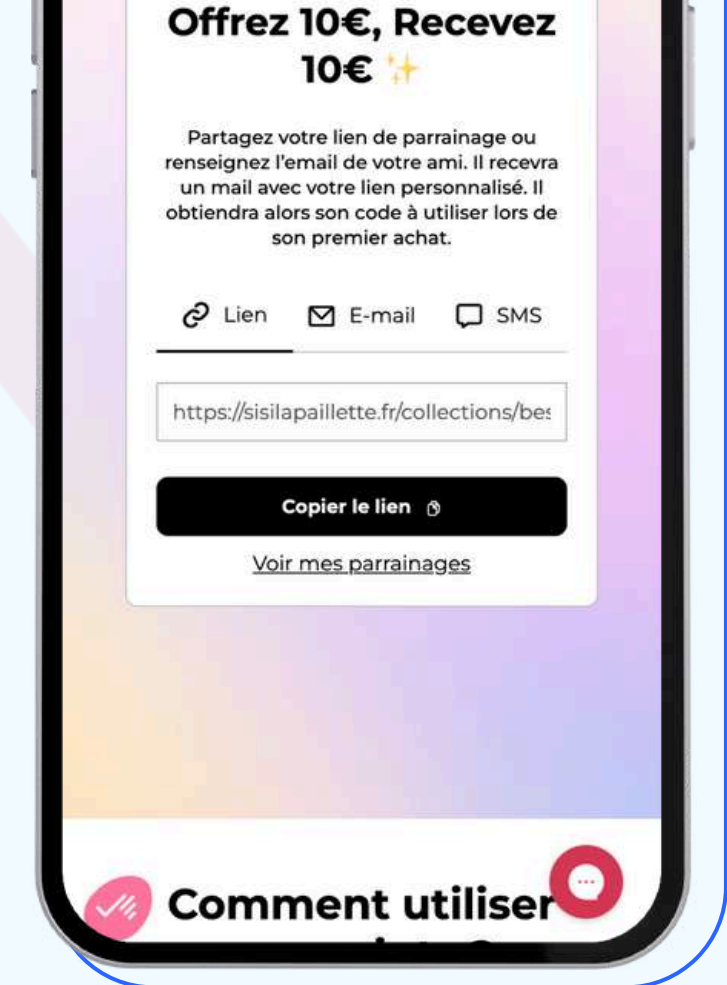 Offrez 10€, Recevez
10€ ✨
Partagez votre lien de parrainage ou
renseignez l'email de votre ami. Il recevra
un mail avec votre lien personnalisé. Il
obtiendra alors son code à utiliser lors de
son premier achat.
Lien E-mail SMS
https://sisilapaillette.fr/collections/bes
Copier le lien
Voir mes parrainages
Comment utiliser